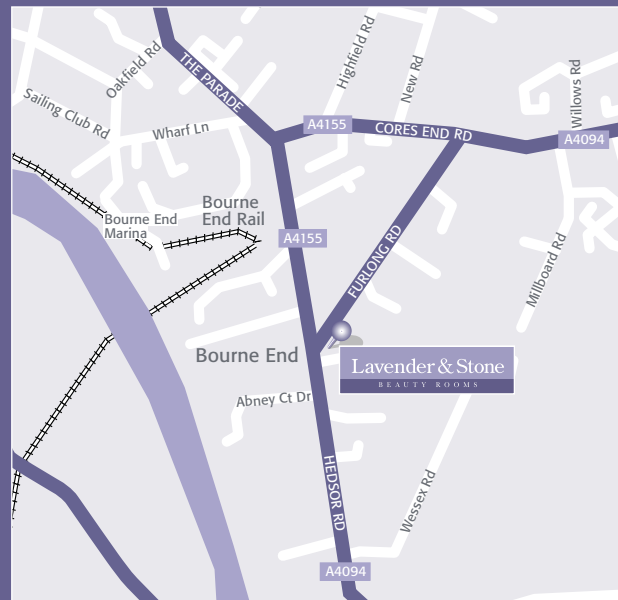 Oakfield Rd
THE PARADE
Highfield Rd
New Rd
Willows Rd
Sailing Club Rd
Wharf Ln
A4155
CORES END RD
A4094
Bourne
End Rail
Bourne End
Marina
A4155
FURLONG RD
Millboard Rd
Bourne End
Lavender & Stone
BEAUTY ROOMS
Abney Ct Dr
HEDSOR RD
Wessex Rd
A4094